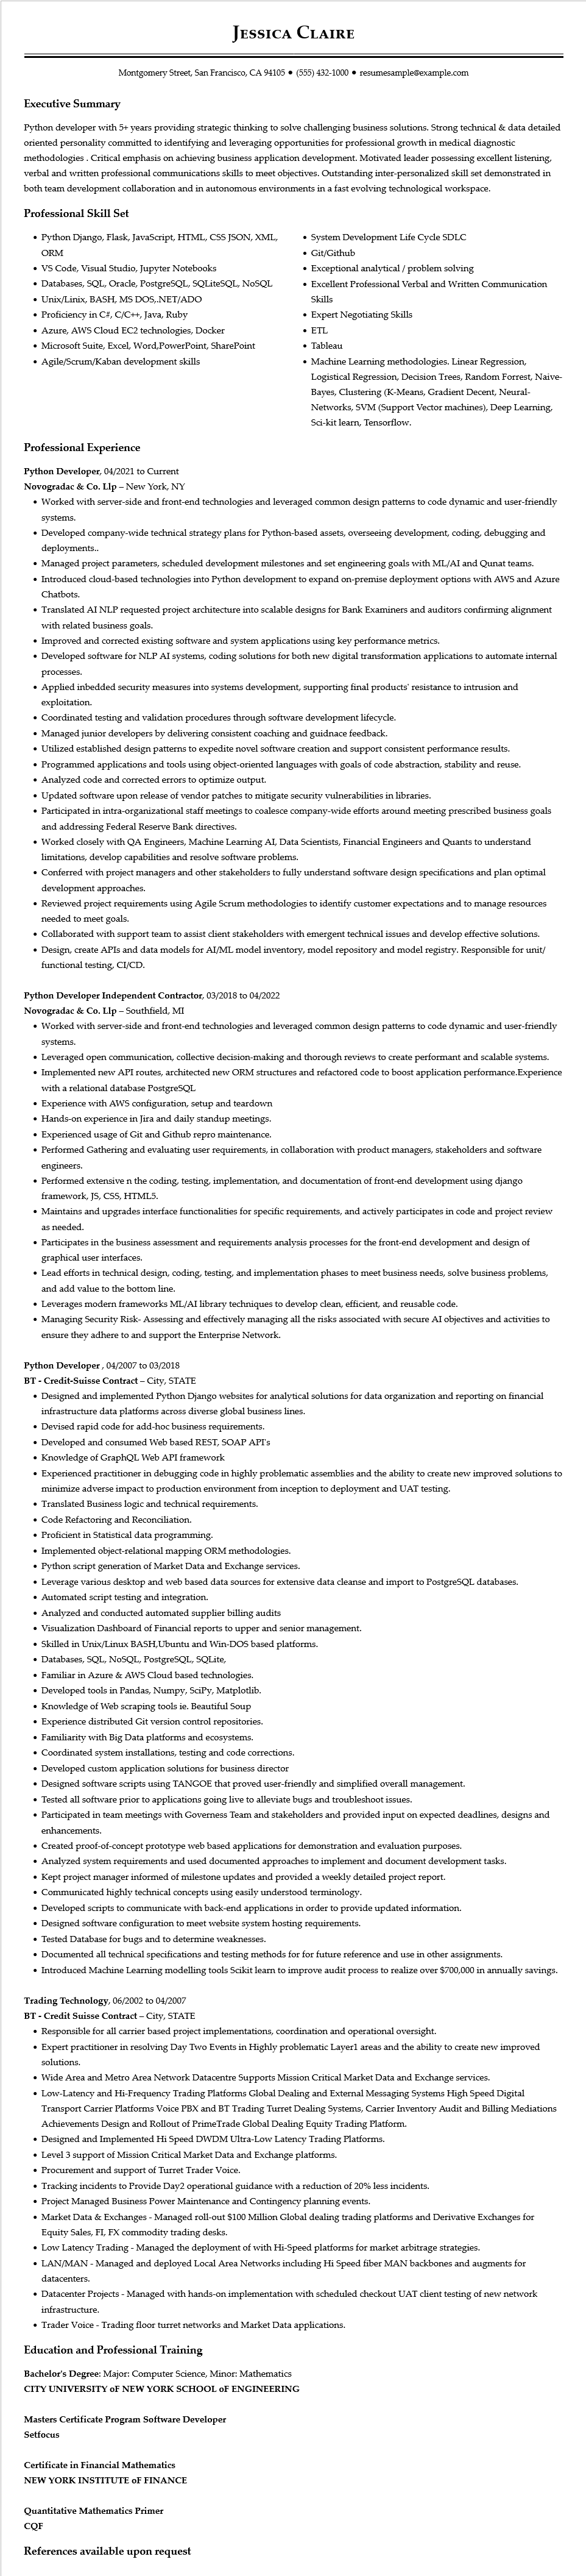 Jessica Claire
Montgomery Street, San Francisco, CA 94105 ● (555) 432-1000 ● resumesample@example.com
Executive Summary
Python developer with 5+ years providing strategic thinking to solve challenging business solutions. Strong technical & data detailed
oriented personality committed to identifying and leveraging opportunities for professional growth in medical diagnostic
methodologies . Critical emphasis on achieving business application development. Motivated leader possessing excellent listening,
verbal and written professional communications skills to meet objectives. Outstanding inter-personalized skill set demonstrated in
both team development collaboration and in autonomous environments in a fast evolving technological workspace.
Professional Skill Set
• Python Django, Flask, JavaScript, HTML, CSS JSON, XML,
ORM
• VS Code, Visual Studio, Jupyter Notebooks
• Databases, SQL, Oracle, PostgreSQL, SQLiteSQL, NoSQL
• Unix/Linix, BASH, MS DOS,.NET/ADO
• Proficiency in C#, C/C++, Java, Ruby
• Azure, AWS Cloud EC2 technologies, Docker
• Microsoft Suite, Excel, Word,PowerPoint, SharePoint
• Agile/Scrum/Kaban development skills
• System Development Life Cycle SDLC
• Git/Github
• Exceptional analytical / problem solving
• Excellent Professional Verbal and Written Communication
Skills
• Expert Negotiating Skills
• ETL
• Tableau
• Machine Learning methodologies. Linear Regression,
Logistical Regression, Decision Trees, Random Forrest, Naive-
Bayes, Clustering (K-Means, Gradient Decent, Neural-
Networks, SVM (Support Vector machines), Deep Learning,
Sci-kit learn, Tensorflow.
Professional Experience
Python Developer, 04/2021 to Current
Novogradac & Co. Llp – New York, NY
• Worked with server-side and front-end technologies and leveraged common design patterns to code dynamic and user-friendly
systems.
• Developed company-wide technical strategy plans for Python-based assets, overseeing development, coding, debugging and
deployments..
• Managed project parameters, scheduled development milestones and set engineering goals with ML/AI and Qunat teams.
• Introduced cloud-based technologies into Python development to expand on-premise deployment options with AWS and Azure
Chatbots.
• Translated AI NLP requested project architecture into scalable designs for Bank Examiners and auditors confirming alignment
with related business goals.
• Improved and corrected existing software and system applications using key performance metrics.
• Developed software for NLP AI systems, coding solutions for both new digital transformation applications to automate internal
processes.
• Applied inbedded security measures into systems development, supporting final products' resistance to intrusion and
exploitation.
• Coordinated testing and validation procedures through software development lifecycle.
• Managed junior developers by delivering consistent coaching and guidnace feedback.
• Utilized established design patterns to expedite novel software creation and support consistent performance results.
• Programmed applications and tools using object-oriented languages with goals of code abstraction, stability and reuse.
• Analyzed code and corrected errors to optimize output.
• Updated software upon release of vendor patches to mitigate security vulnerabilities in libraries.
• Participated in intra-organizational staff meetings to coalesce company-wide efforts around meeting prescribed business goals
and addressing Federal Reserve Bank directives.
• Worked closely with QA Engineers, Machine Learning AI, Data Scientists, Financial Engineers and Quants to understand
limitations, develop capabilities and resolve software problems.
• Conferred with project managers and other stakeholders to fully understand software design specifications and plan optimal
development approaches.
• Reviewed project requirements using Agile Scrum methodologies to identify customer expectations and to manage resources
needed to meet goals.
• Collaborated with support team to assist client stakeholders with emergent technical issues and develop effective solutions.
• Design, create APIs and data models for AI/ML model inventory, model repository and model registry. Responsible for unit/
functional testing, CI/CD.
Python Developer Independent Contractor, 03/2018 to 04/2022
Novogradac & Co. Llp – Southfield, MI
• Worked with server-side and front-end technologies and leveraged common design patterns to code dynamic and user-friendly
systems.
• Leveraged open communication, collective decision-making and thorough reviews to create performant and scalable systems.
• Implemented new API routes, architected new ORM structures and refactored code to boost application performance.Experience
with a relational database PostgreSQL
• Experience with AWS configuration, setup and teardown
• Hands-on experience in Jira and daily standup meetings.
• Experienced usage of Git and Github repro maintenance.
• Performed Gathering and evaluating user requirements, in collaboration with product managers, stakeholders and software
engineers.
• Performed extensive n the coding, testing, implementation, and documentation of front-end development using django
framework, JS, CSS, HTML5.
• Maintains and upgrades interface functionalities for specific requirements, and actively participates in code and project review
as needed.
• Participates in the business assessment and requirements analysis processes for the front-end development and design of
graphical user interfaces.
• Lead efforts in technical design, coding, testing, and implementation phases to meet business needs, solve business problems,
and add value to the bottom line.
• Leverages modern frameworks ML/AI library techniques to develop clean, efficient, and reusable code.
• Managing Security Risk- Assessing and effectively managing all the risks associated with secure AI objectives and activities to
ensure they adhere to and support the Enterprise Network.
Python Developer , 04/2007 to 03/2018
BT - Credit-Suisse Contract – City, STATE
• Designed and implemented Python Django websites for analytical solutions for data organization and reporting on financial
infrastructure data platforms across diverse global business lines.
• Devised rapid code for add-hoc business requirements.
• Developed and consumed Web based REST, SOAP API's
• Knowledge of GraphQL Web API framework
• Experienced practitioner in debugging code in highly problematic assemblies and the ability to create new improved solutions to
minimize adverse impact to production environment from inception to deployment and UAT testing.
• Translated Business logic and technical requirements.
• Code Refactoring and Reconciliation.
• Proficient in Statistical data programming.
• Implemented object-relational mapping ORM methodologies.
• Python script generation of Market Data and Exchange services.
• Leverage various desktop and web based data sources for extensive data cleanse and import to PostgreSQL databases.
• Automated script testing and integration.
• Analyzed and conducted automated supplier billing audits
• Visualization Dashboard of Financial reports to upper and senior management.
• Skilled in Unix/Linux BASH,Ubuntu and Win-DOS based platforms.
• Databases, SQL, NoSQL, PostgreSQL, SQLite,
• Familiar in Azure & AWS Cloud based technologies.
• Developed tools in Pandas, Numpy, SciPy, Matplotlib.
• Knowledge of Web scraping tools ie. Beautiful Soup
• Experience distributed Git version control repositories.
• Familiarity with Big Data platforms and ecosystems.
• Coordinated system installations, testing and code corrections.
• Developed custom application solutions for business director
• Designed software scripts using TANGOE that proved user-friendly and simplified overall management.
• Tested all software prior to applications going live to alleviate bugs and troubleshoot issues.
• Participated in team meetings with Governess Team and stakeholders and provided input on expected deadlines, designs and
enhancements.
• Created proof-of-concept prototype web based applications for demonstration and evaluation purposes.
• Analyzed system requirements and used documented approaches to implement and document development tasks.
• Kept project manager informed of milestone updates and provided a weekly detailed project report.
• Communicated highly technical concepts using easily understood terminology.
• Developed scripts to communicate with back-end applications in order to provide updated information.
• Designed software configuration to meet website system hosting requirements.
• Tested Database for bugs and to determine weaknesses.
• Documented all technical specifications and testing methods for for future reference and use in other assignments.
• Introduced Machine Learning modelling tools Scikit learn to improve audit process to realize over $700,000 in annually savings.
Trading Technology, 06/2002 to 04/2007
BT - Credit Suisse Contract – City, STATE
• Responsible for all carrier based project implementations, coordination and operational oversight.
• Expert practitioner in resolving Day Two Events in Highly problematic Layer1 areas and the ability to create new improved
solutions.
• Wide Area and Metro Area Network Datacentre Supports Mission Critical Market Data and Exchange services.
• Low-Latency and Hi-Frequency Trading Platforms Global Dealing and External Messaging Systems High Speed Digital
Transport Carrier Platforms Voice PBX and BT Trading Turret Dealing Systems, Carrier Inventory Audit and Billing Mediations
Achievements Design and Rollout of PrimeTrade Global Dealing Equity Trading Platform.
• Designed and Implemented Hi Speed DWDM Ultra-Low Latency Trading Platforms.
• Level 3 support of Mission Critical Market Data and Exchange platforms.
• Procurement and support of Turret Trader Voice.
• Tracking incidents to Provide Day2 operational guidance with a reduction of 20% less incidents.
• Project Managed Business Power Maintenance and Contingency planning events.
• Market Data & Exchanges - Managed roll-out $100 Million Global dealing trading platforms and Derivative Exchanges for
Equity Sales, FI, FX commodity trading desks.
• Low Latency Trading - Managed the deployment of with Hi-Speed platforms for market arbitrage strategies.
• LAN/MAN - Managed and deployed Local Area Networks including Hi Speed fiber MAN backbones and augments for
datacenters.
• Datacenter Projects - Managed with hands-on implementation with scheduled checkout UAT client testing of new network
infrastructure.
• Trader Voice - Trading floor turret networks and Market Data applications.
Education and Professional Training
Bachelor's Degree: Major: Computer Science, Minor: Mathematics
CITY UNIVERSITY oF NEW YORK SCHOOL oF ENGINEERING
Masters Certificate Program Software Developer
Setfocus
Certificate in Financial Mathematics
NEW YORK INSTITUTE oF FINANCE
Quantitative Mathematics Primer
CQF
References available upon request